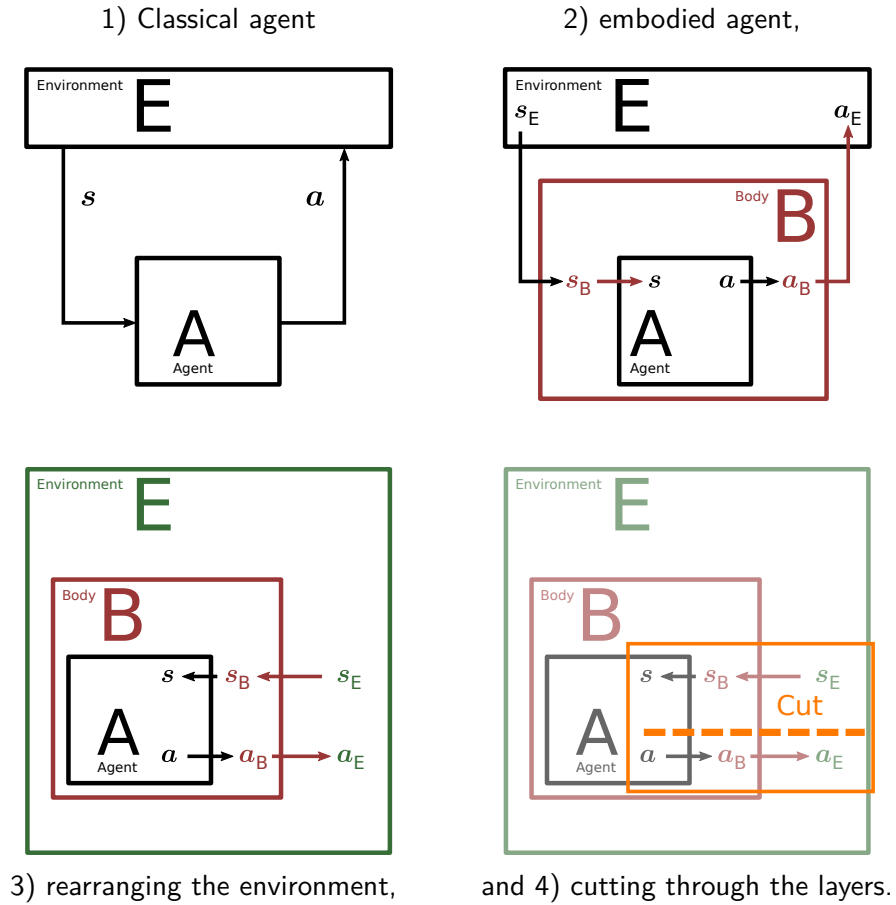 1) Classical agent
Environment
E
s
a
A
Agent
2) embodied agent,
Environment
E
s_E
a_E
Body
B
s_B s a a_B
A
Agent
Environment
E
Body
B
s s_B s_E
A
Agent
a a_B a_E
3) rearranging the environment,
Environment
E
Body
B
s s_B s_E
Cut
A
Agent
a a_B a_E
and 4) cutting through the layers.